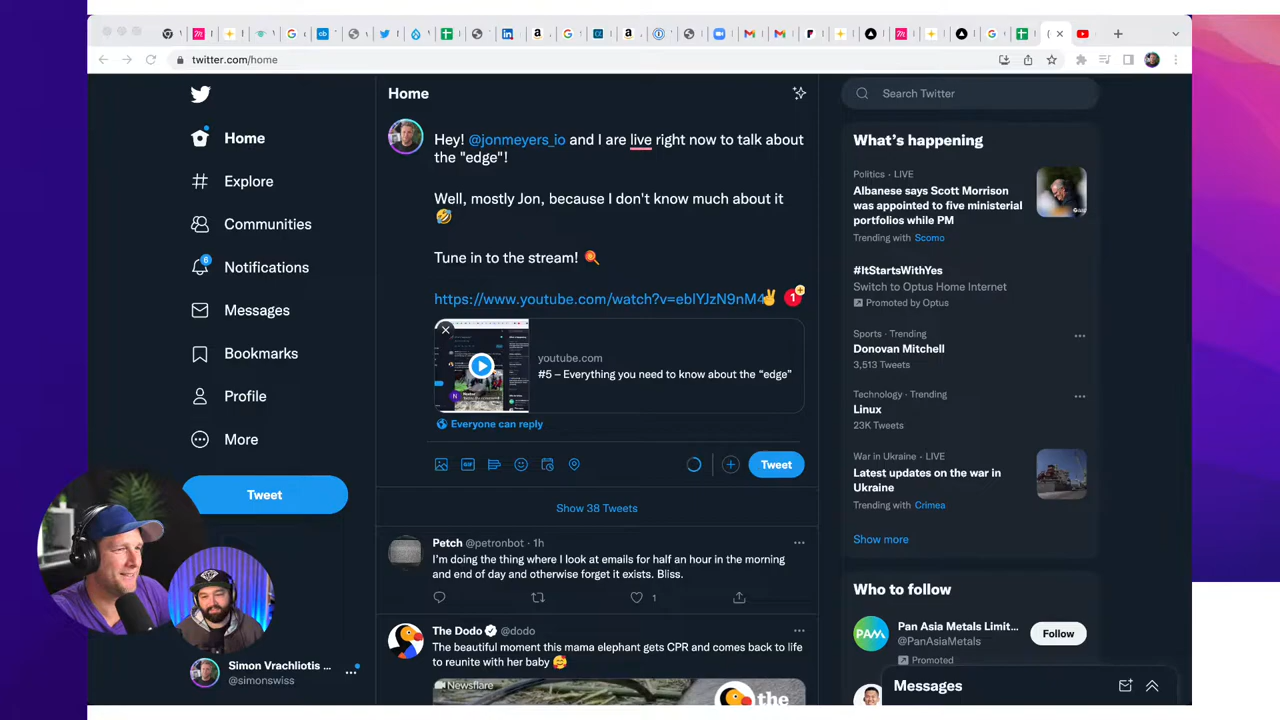 twitter.com/home
Home
Explore
Communities
6
Notifications
Messages
Bookmarks
Profile
More
Tweet
Simon Vrachliotis ...
@simonswiss
Home
Hey! @jonmeyers_io and I are live right now to talk about
the "edge"!
Well, mostly Jon, because I don't know much about it
🤣
Tune in to the stream! 🍭
https://www.youtube.com/watch?v=eblYJzN9nM4✌️ 1
youtube.com
#5 – Everything you need to know about the “edge”
Everyone can reply
GIF
Tweet
Show 38 Tweets
Petch @petronbot · 1h
I’m doing the thing where I look at emails for half an hour in the morning
and end of day and otherwise forget it exists. Bliss.
1
The Dodo @dodo
The beautiful moment this mama elephant gets CPR and comes back to life
to reunite with her baby 🥰
Newsflare
the
Search Twitter
What’s happening
Politics · LIVE
Albanese says Scott Morrison
was appointed to five ministerial
portfolios while PM
Trending with Scomo
#ItStartsWithYes
Switch to Optus Home Internet
Promoted by Optus
Sports · Trending
Donovan Mitchell
3,513 Tweets
Technology · Trending
Linux
23K Tweets
War in Ukraine · LIVE
Latest updates on the war in
Ukraine
Trending with Crimea
Show more
Who to follow
PAM
Pan Asia Metals Limit...
@PanAsiaMetals
Promoted
Follow
Messages